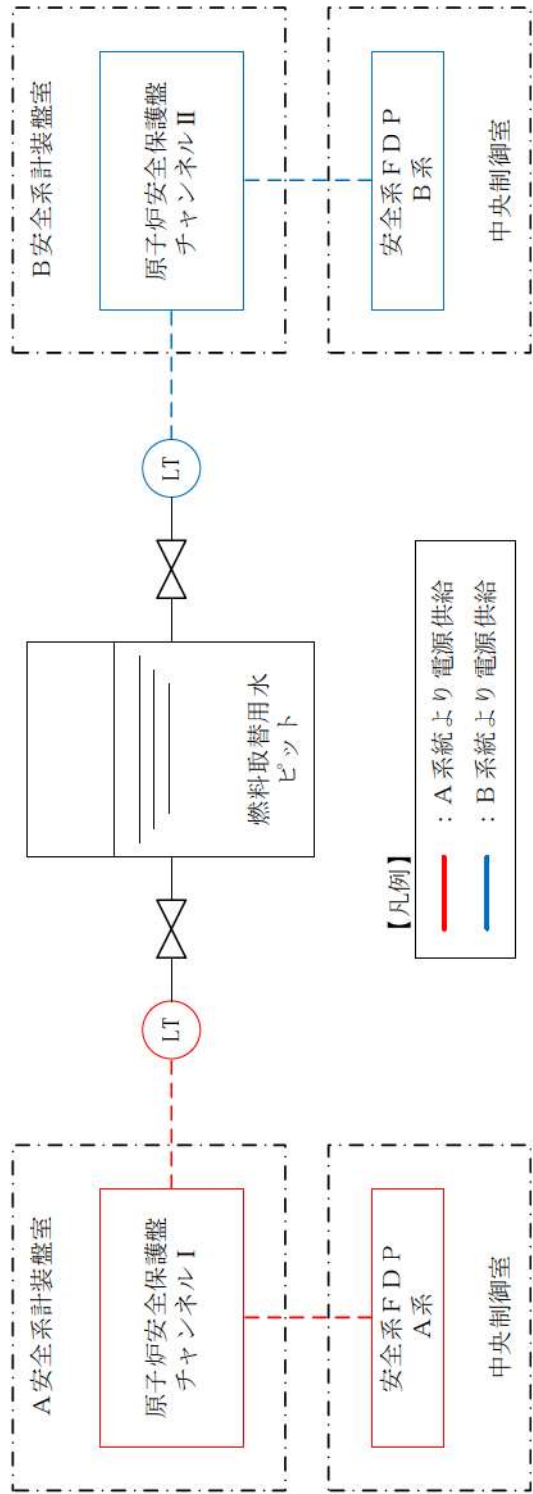 A安全系計装盤室
原子炉安全保護盤
チャンネルⅠ
安全系FDP
A系
中央制御室
LT
燃料取替用水
ピット
LT
B安全系計装盤室
原子炉安全保護盤
チャンネルⅡ
安全系FDP
B系
中央制御室
【凡例】
:A系統より電源供給
:B系統より電源供給